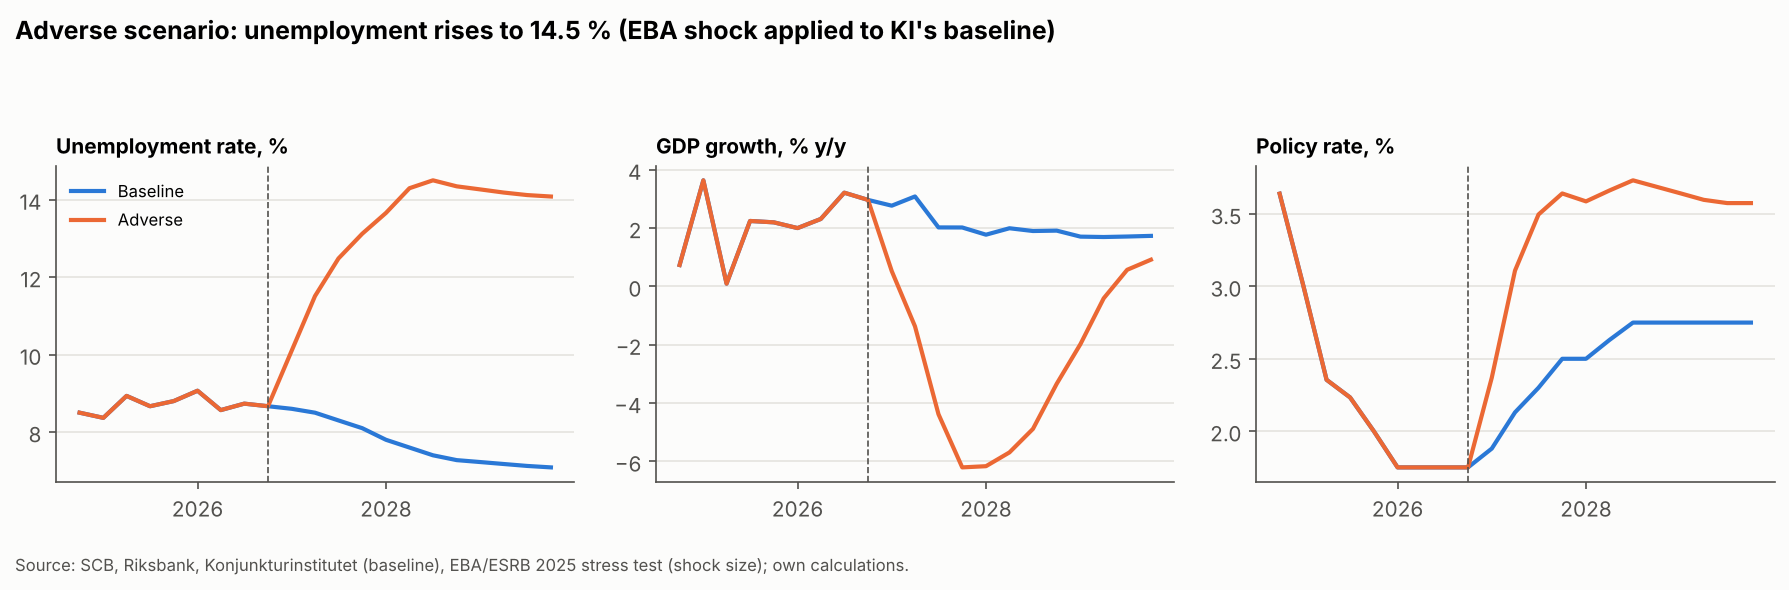 Adverse scenario: unemployment rises to 14.5 % (EBA shock applied to KI's baseline)
Unemployment rate, %
Baseline
Adverse
14
12
10
8
2026 2028
GDP growth, % y/y
4
2
0
−2
−4
−6
2026 2028
Policy rate, %
3.5
3.0
2.5
2.0
2026 2028
Source: SCB, Riksbank, Konjunkturinstitutet (baseline), EBA/ESRB 2025 stress test (shock size); own calculations.